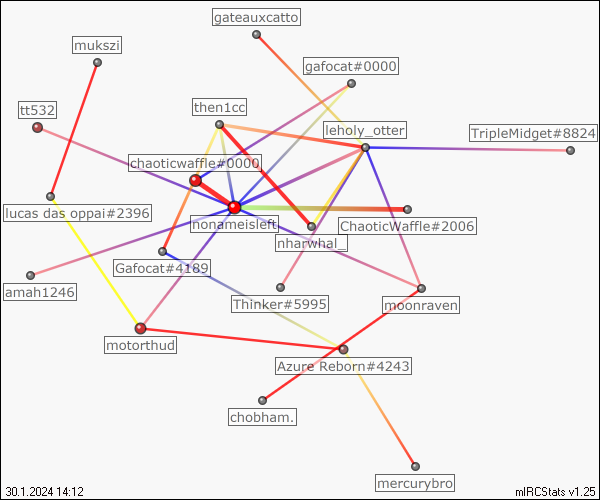 gateauxcatto
mukszi
gafocat#0000
then1cc
tt532
leholy_otter
TripleMidget#8824
chaoticwaffle#0000
lucas das oppai#2396
nonameisleft
ChaoticWaffle#2006
nharwhal_
Gafocat#4189
amah1246
Thinker#5995
moonraven
motorthud
Azure Reborn#4243
chobham.
mercurybro
30.1.2024 14:12
mIRCStats v1.25